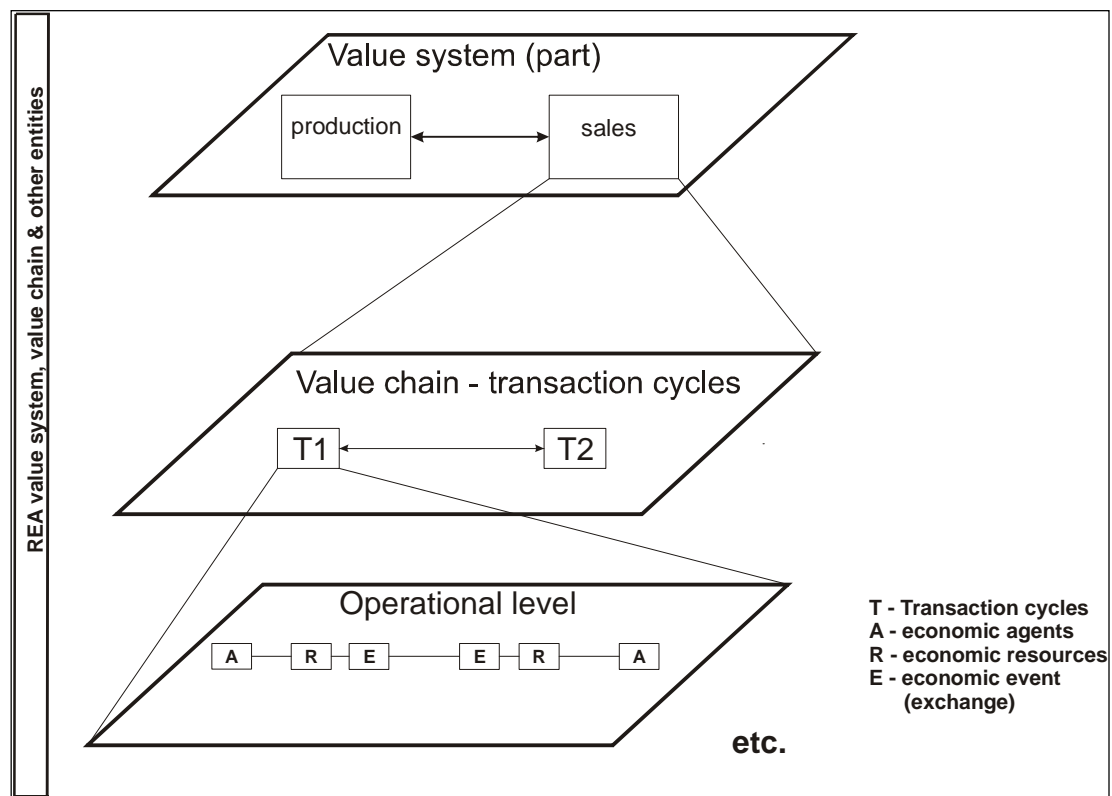 REA value system, value chain & other entities
Value system (part)
production
sales
Value chain - transaction cycles
T1
T2
Operational level
A
R
E
E
R
A
T - Transaction cycles
A - economic agents
R - economic resources
E - economic event
(exchange)
etc.